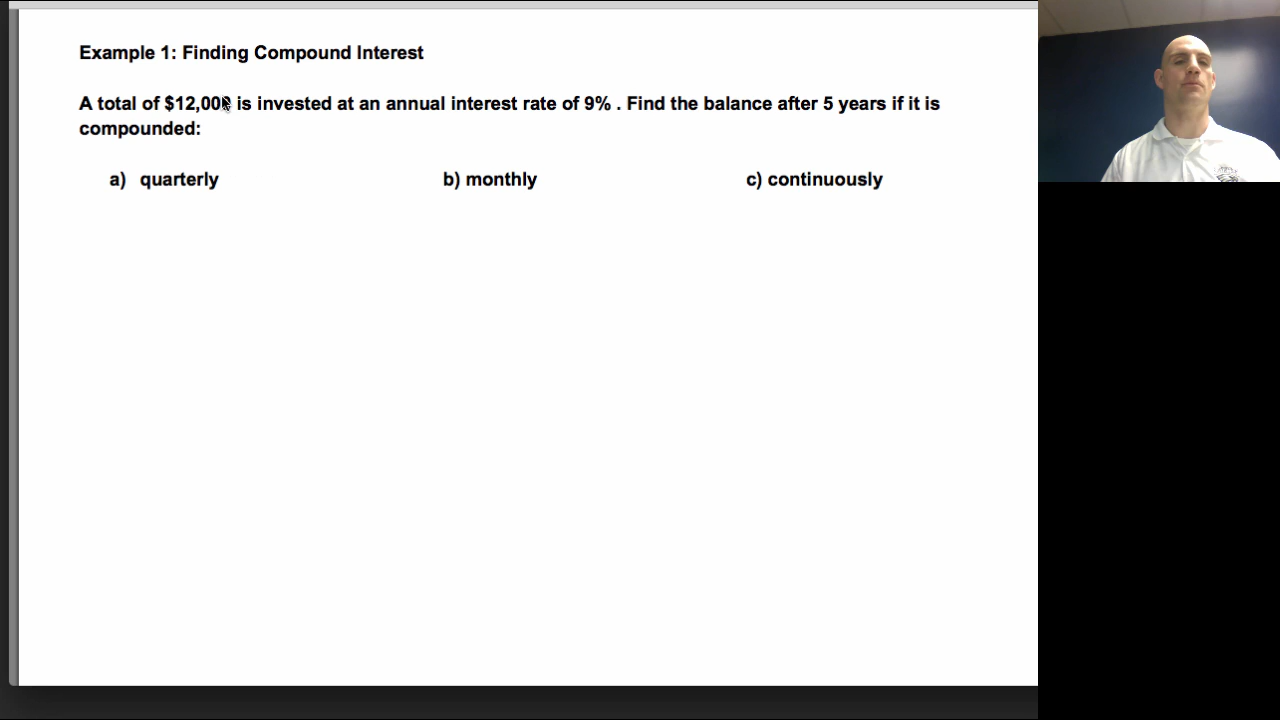 Example 1: Finding Compound Interest
A total of $12,000 is invested at an annual interest rate of 9% . Find the balance after 5 years if it is
compounded:
a) quarterly b) monthly c) continuously